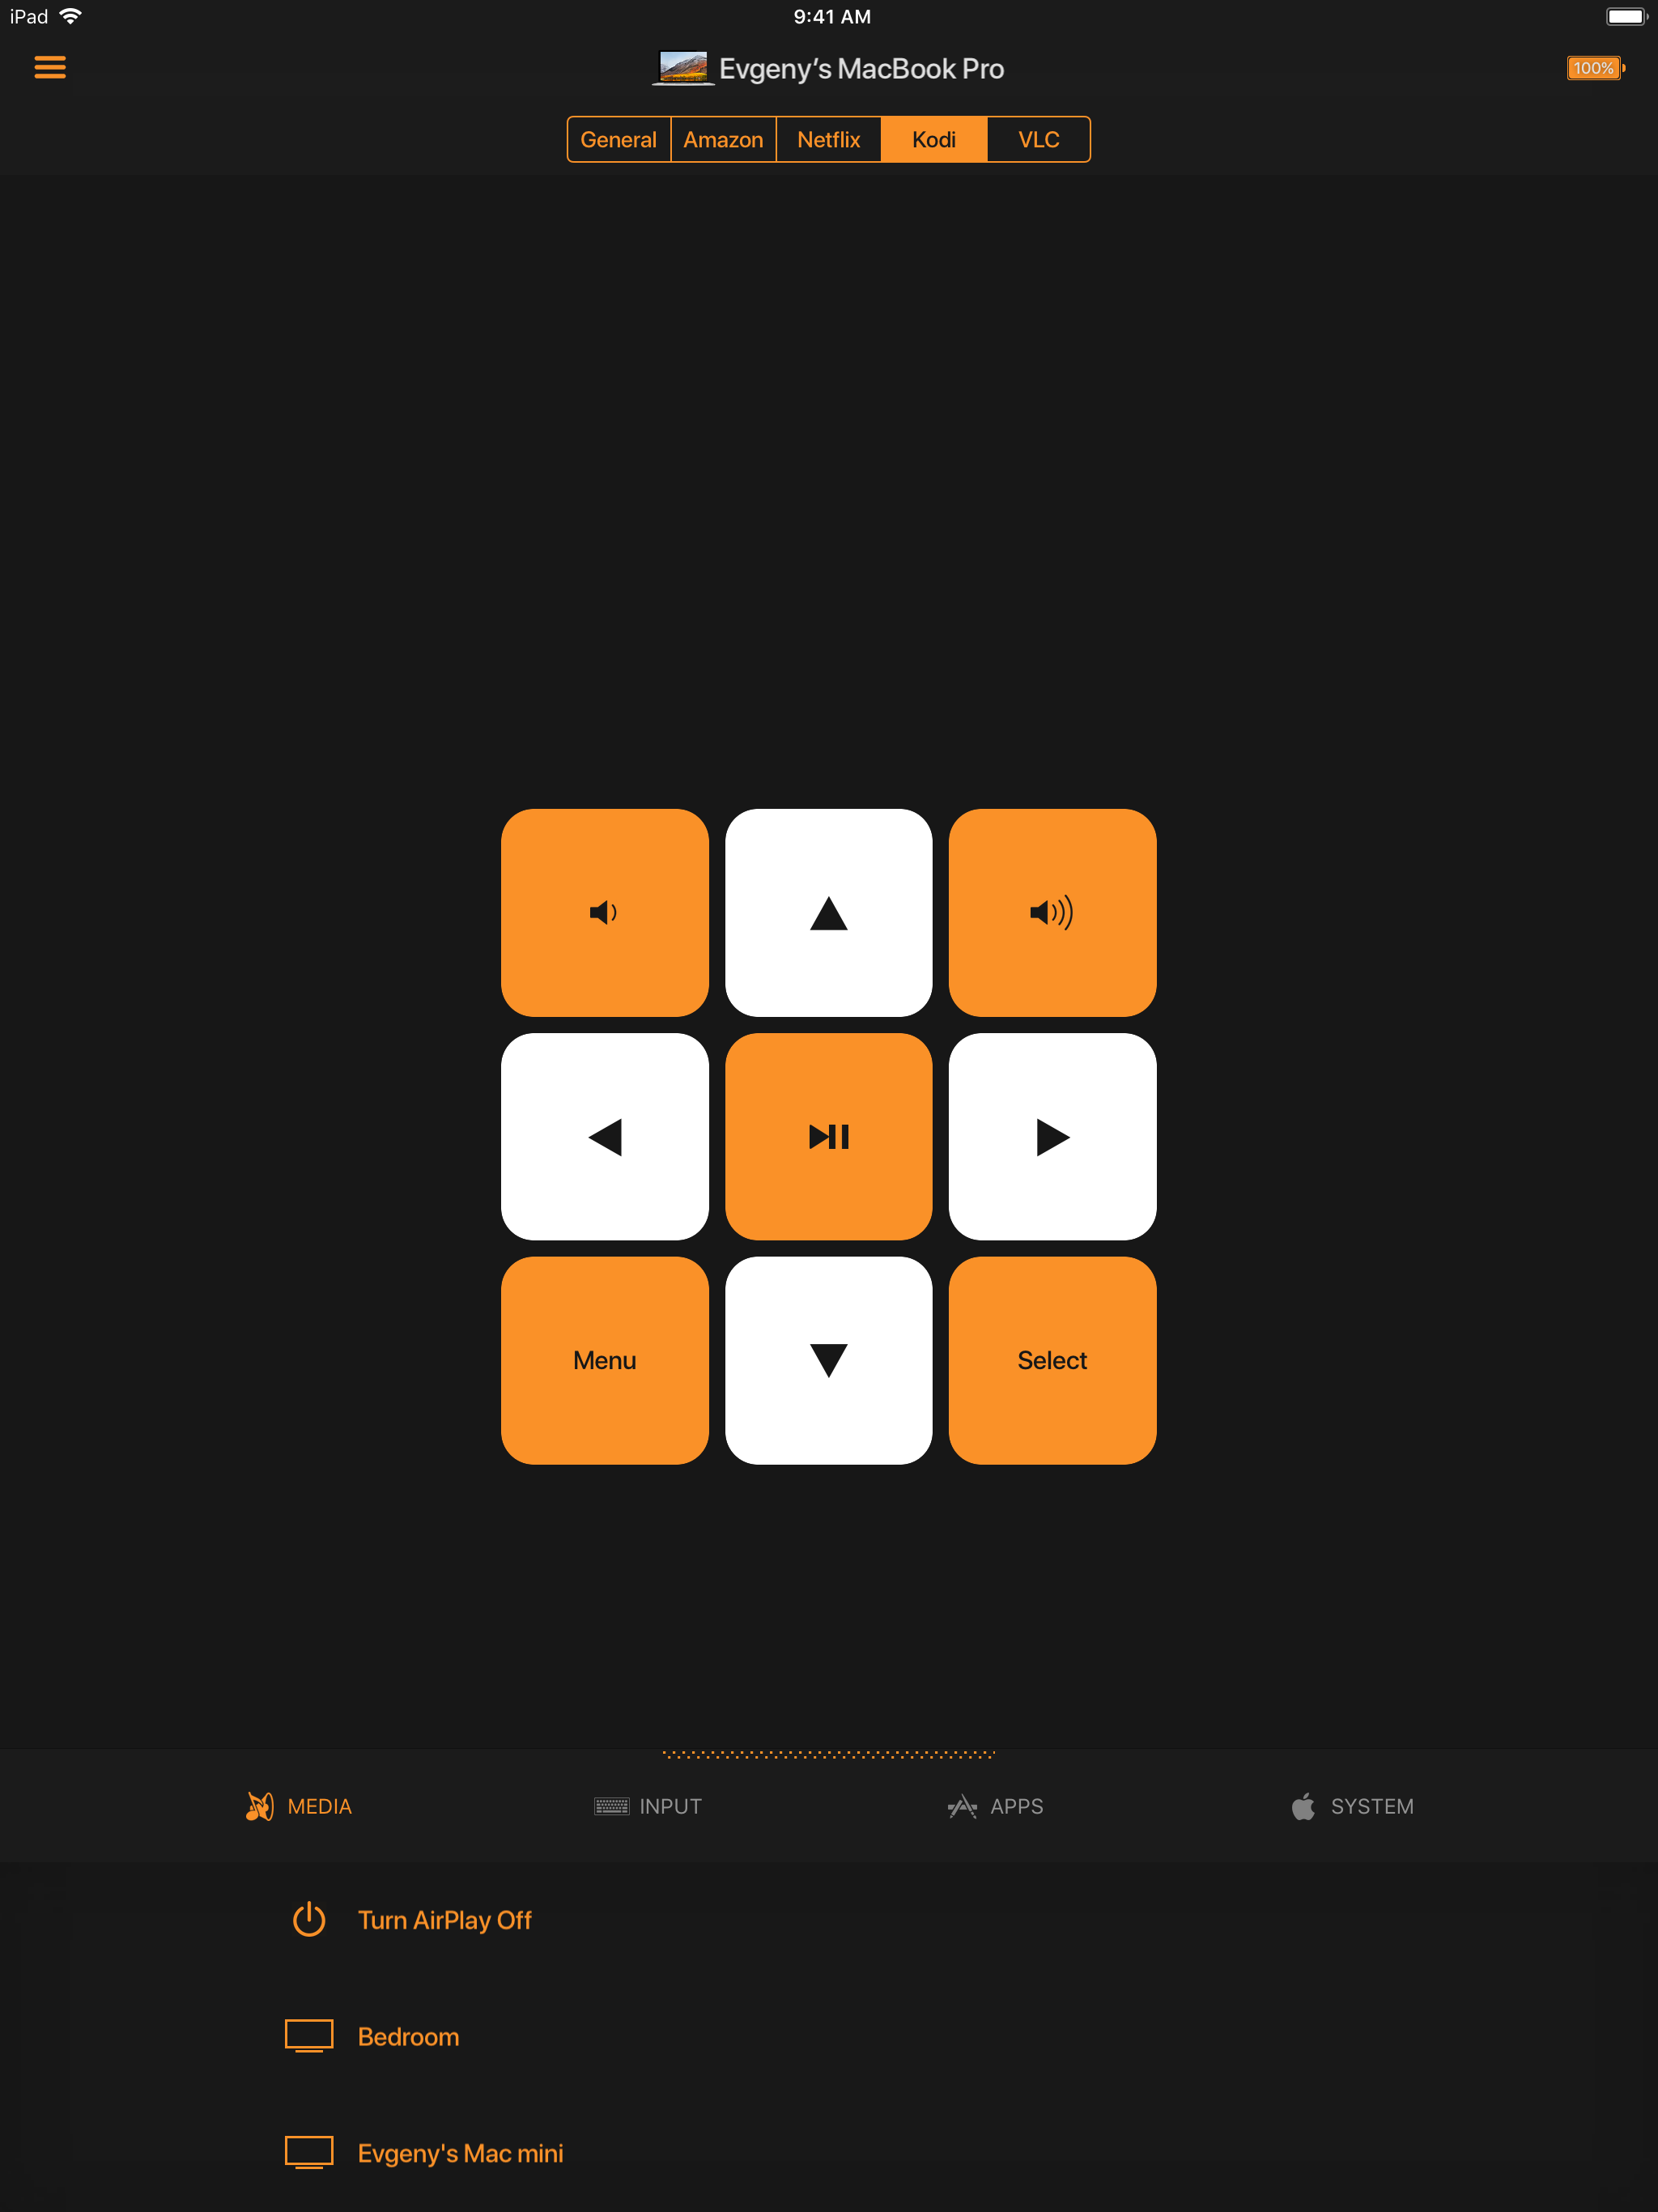 iPad 9:41 AM
Evgeny’s MacBook Pro 100%
General Amazon Netflix Kodi VLC
Menu Select
MEDIA INPUT APPS SYSTEM
Turn AirPlay Off
Bedroom
Evgeny's Mac mini